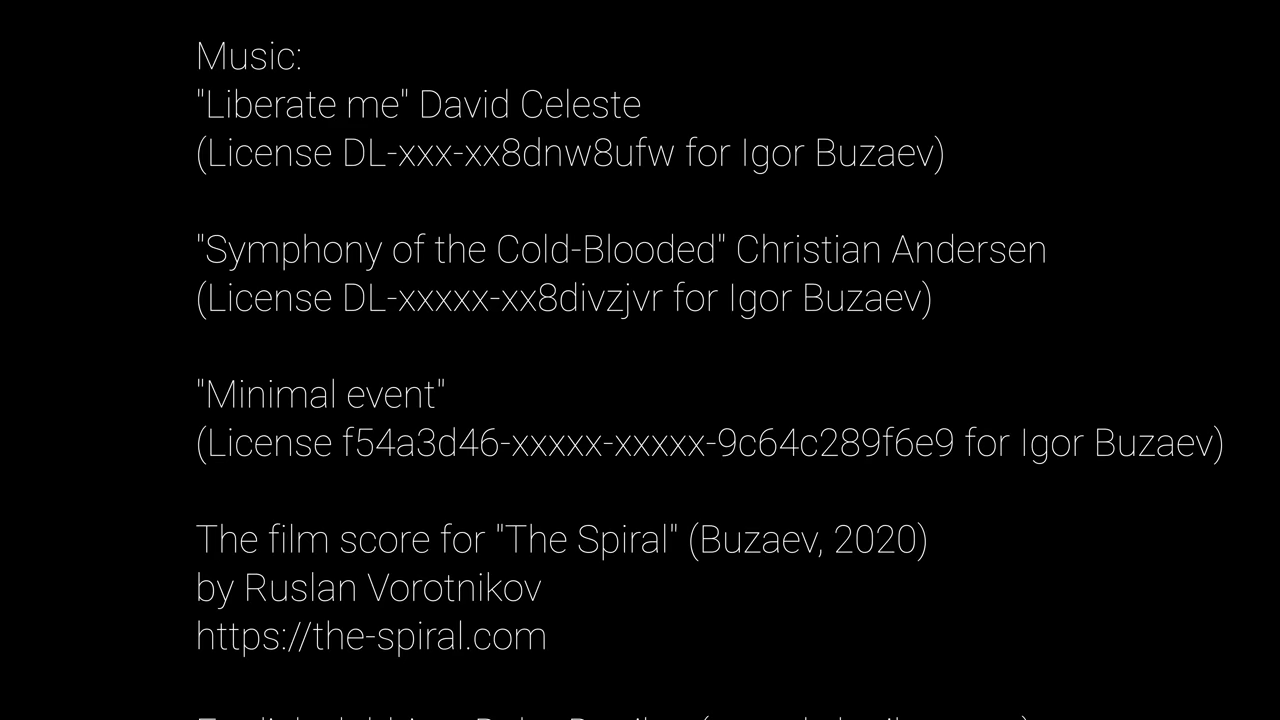 Music:
"Liberate me" David Celeste
(License DL-xxx-xx8dnw8ufw for Igor Buzaev)
"Symphony of the Cold-Blooded" Christian Andersen
(License DL-xxxxx-xx8divzjvr for Igor Buzaev)
"Minimal event"
(License f54a3d46-xxxxx-xxxxx-9c64c289f6e9 for Igor Buzaev)
The film score for "The Spiral" (Buzaev, 2020)
by Ruslan Vorotnikov
https://the-spiral.com